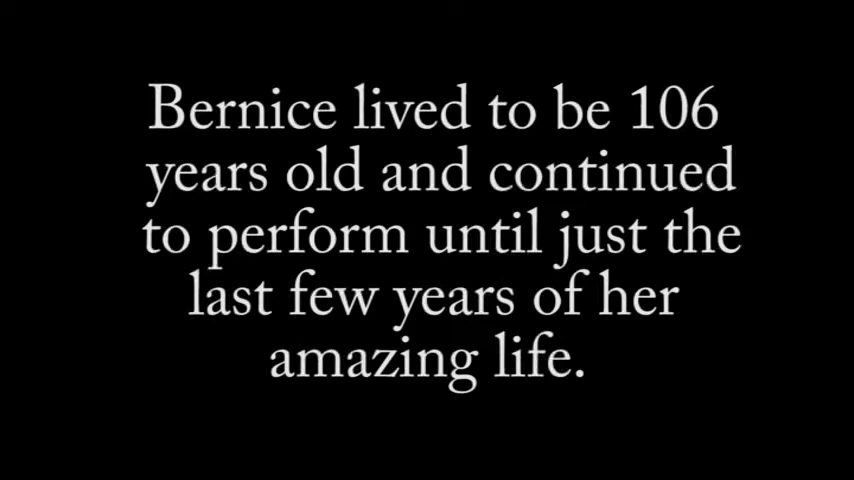 Bernice lived to be 106
years old and continued
to perform until just the
last few years of her
amazing life.